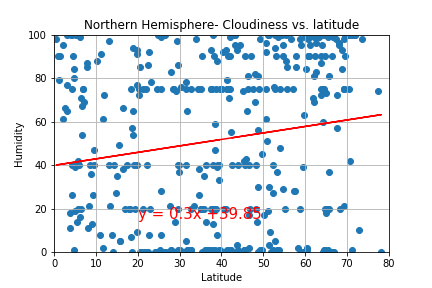 Northern Hemisphere- Cloudiness vs. latitude
100
80
60
40
20
0
Humidity
y = 0.3x +39.85
0 10 20 30 40 50 60 70 80
Latitude